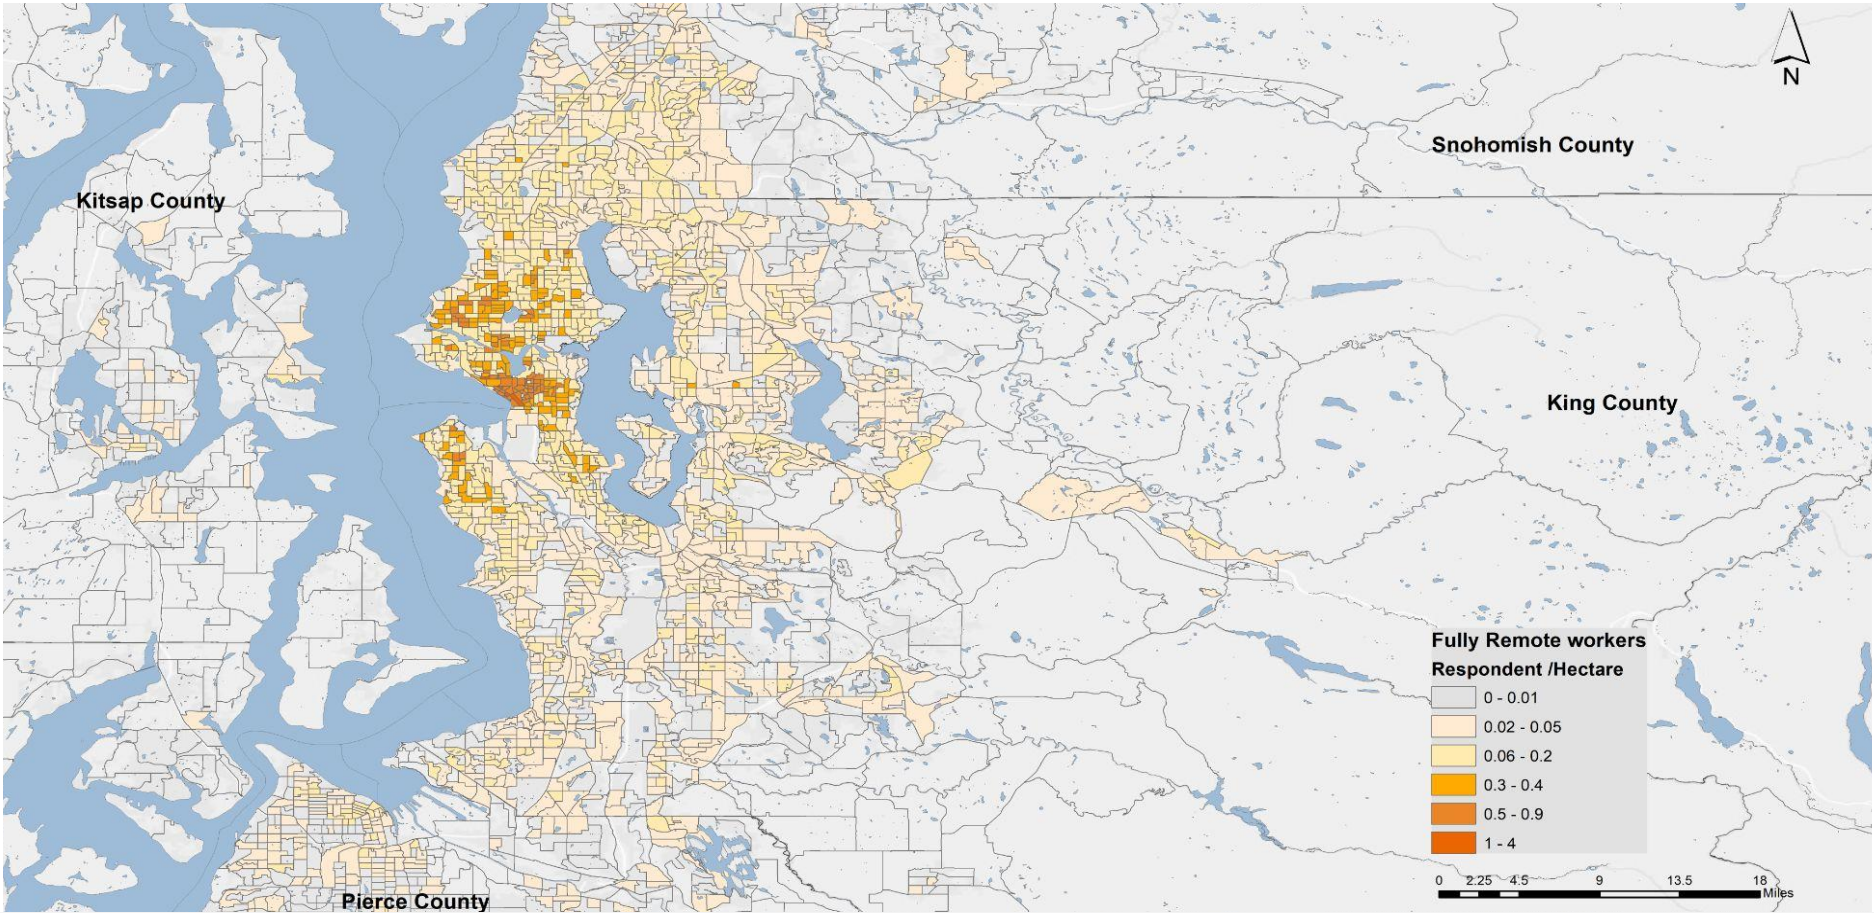 N
Snohomish County
Kitsap County
King County
Fully Remote workers
Respondent /Hectare
0 - 0.01
0.02 - 0.05
0.06 - 0.2
0.3 - 0.4
0.5 - 0.9
1 - 4
0 2.25 4.5 9 13.5 18
Miles
Pierce County